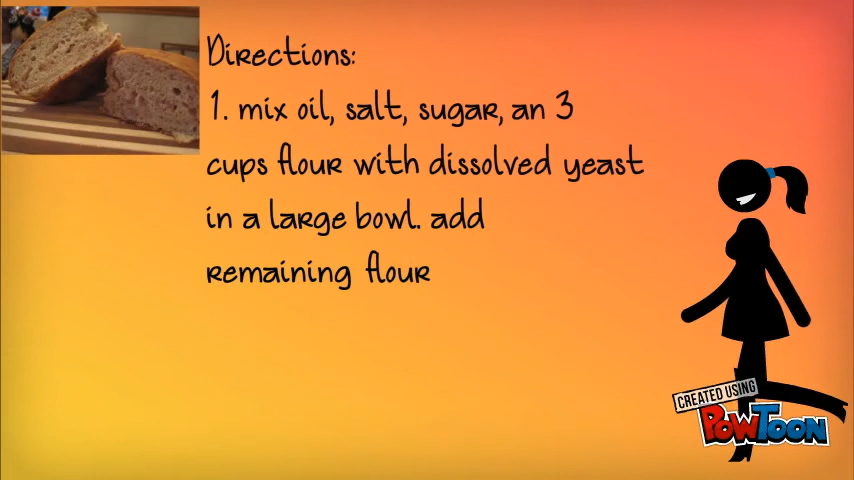 Directions:
1. mix oil, salt, sugar, an 3
cups flour with dissolved yeast
in a large bowl. add
remaining flour
CREATED USING
POWTOON